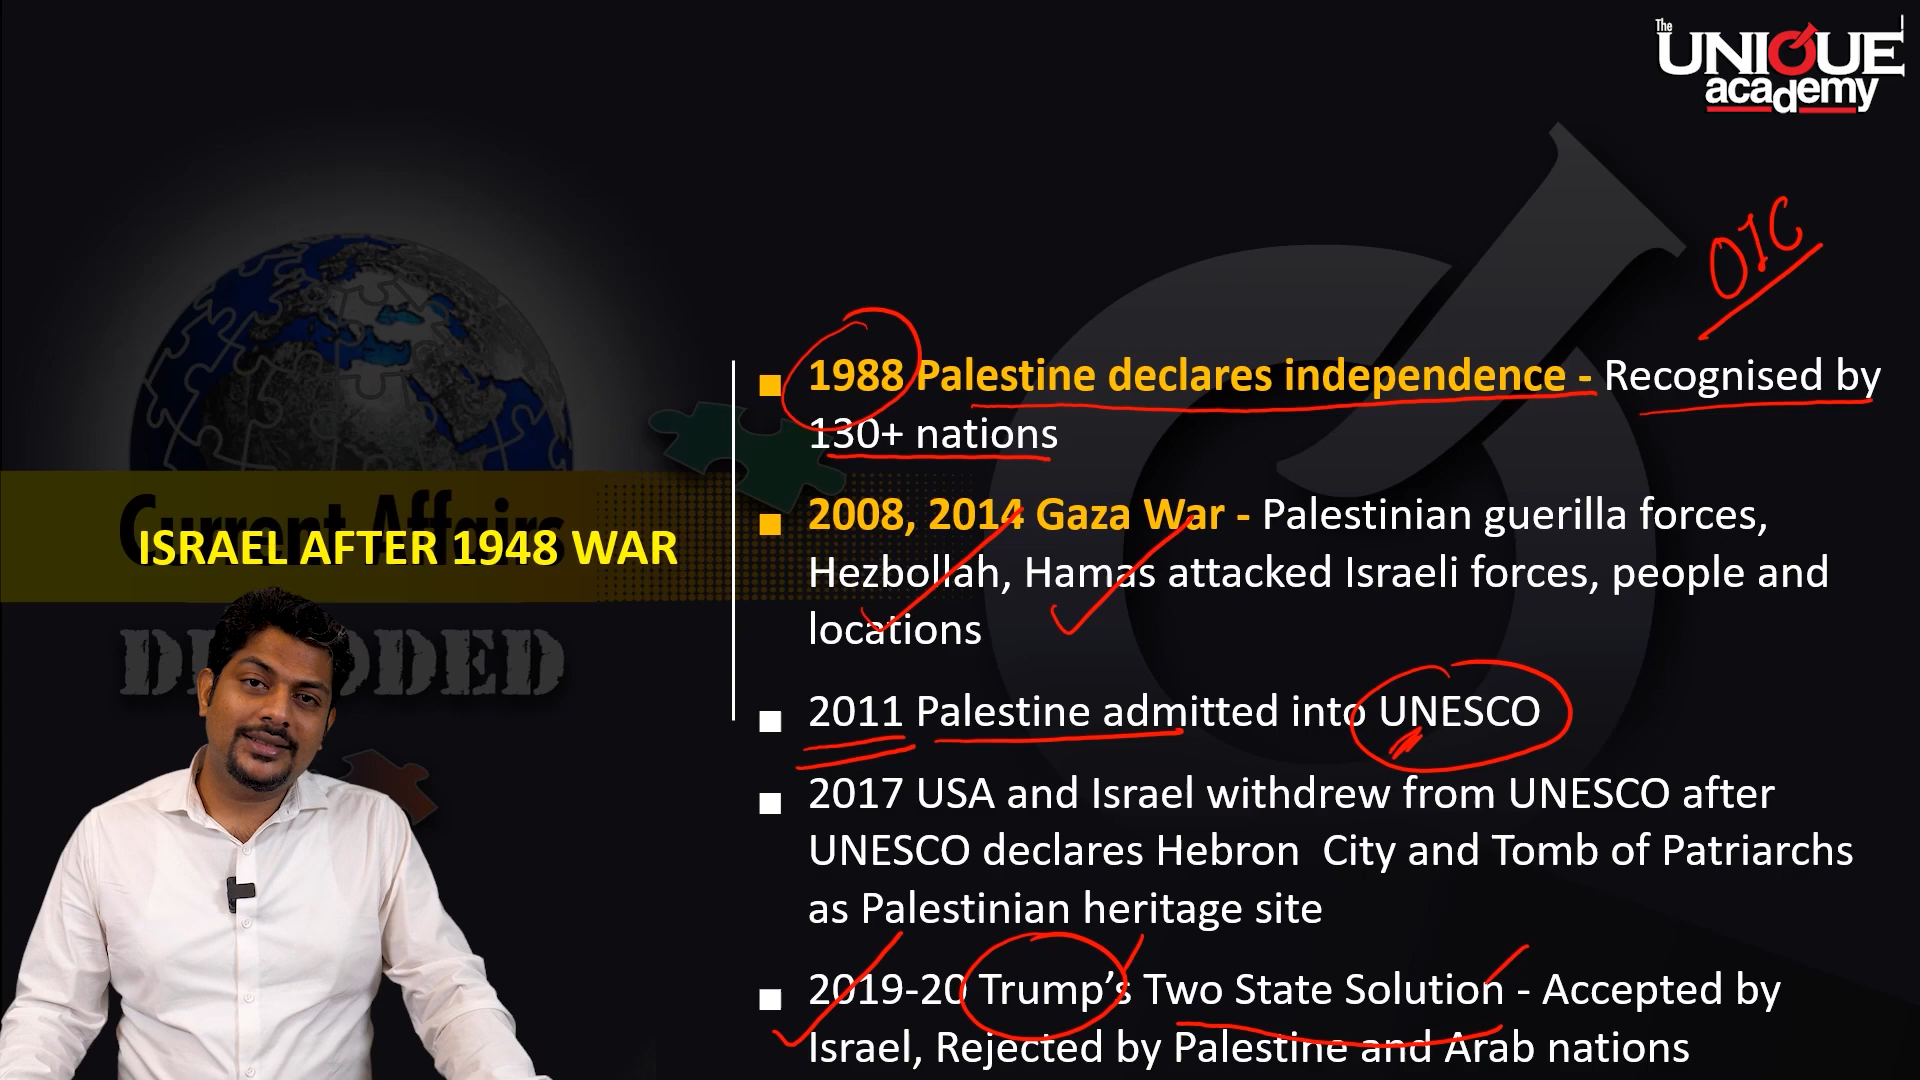 The
UNIQUE
academy
OIC
1988 Palestine declares independence - Recognised by
130+ nations
2008, 2014 Gaza War - Palestinian guerilla forces,
Hezbollah, Hamas attacked Israeli forces, people and
locations
2011 Palestine admitted into UNESCO
2017 USA and Israel withdrew from UNESCO after
UNESCO declares Hebron City and Tomb of Patriarchs
as Palestinian heritage site
2019-20 Trump's Two State Solution - Accepted by
Israel, Rejected by Palestine and Arab nations
Current Affairs
ISRAEL AFTER 1948 WAR